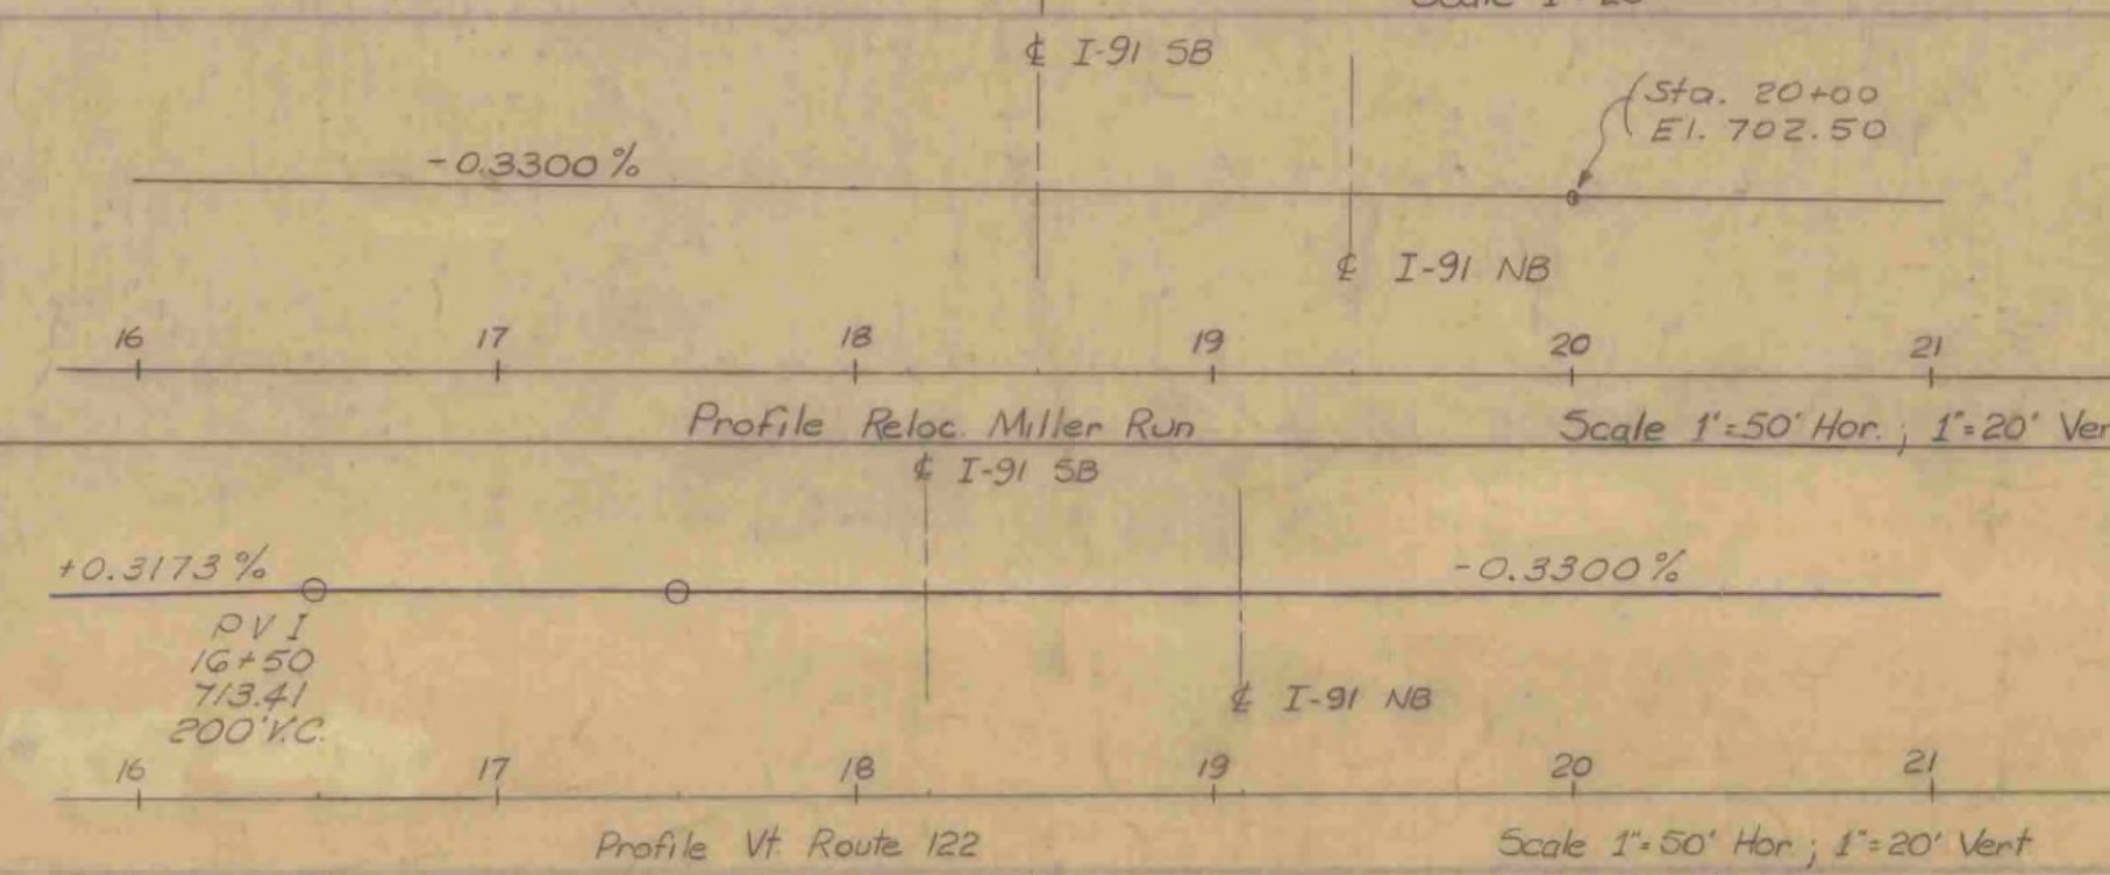 ℄ I-91 SB
Sta. 20+00
El. 702.50
-0.3300%
℄ I-91 NB
16 17 18 19 20 21
Profile Reloc. Miller Run
Scale 1"=50' Hor.; 1"=20' Ver
℄ I-91 SB
+0.3173%
-0.3300%
PVI
16+50
713.41
200' V.C.
℄ I-91 NB
16 17 18 19 20 21
Profile Vt. Route 122
Scale 1"=50' Hor.; 1"=20' Vert